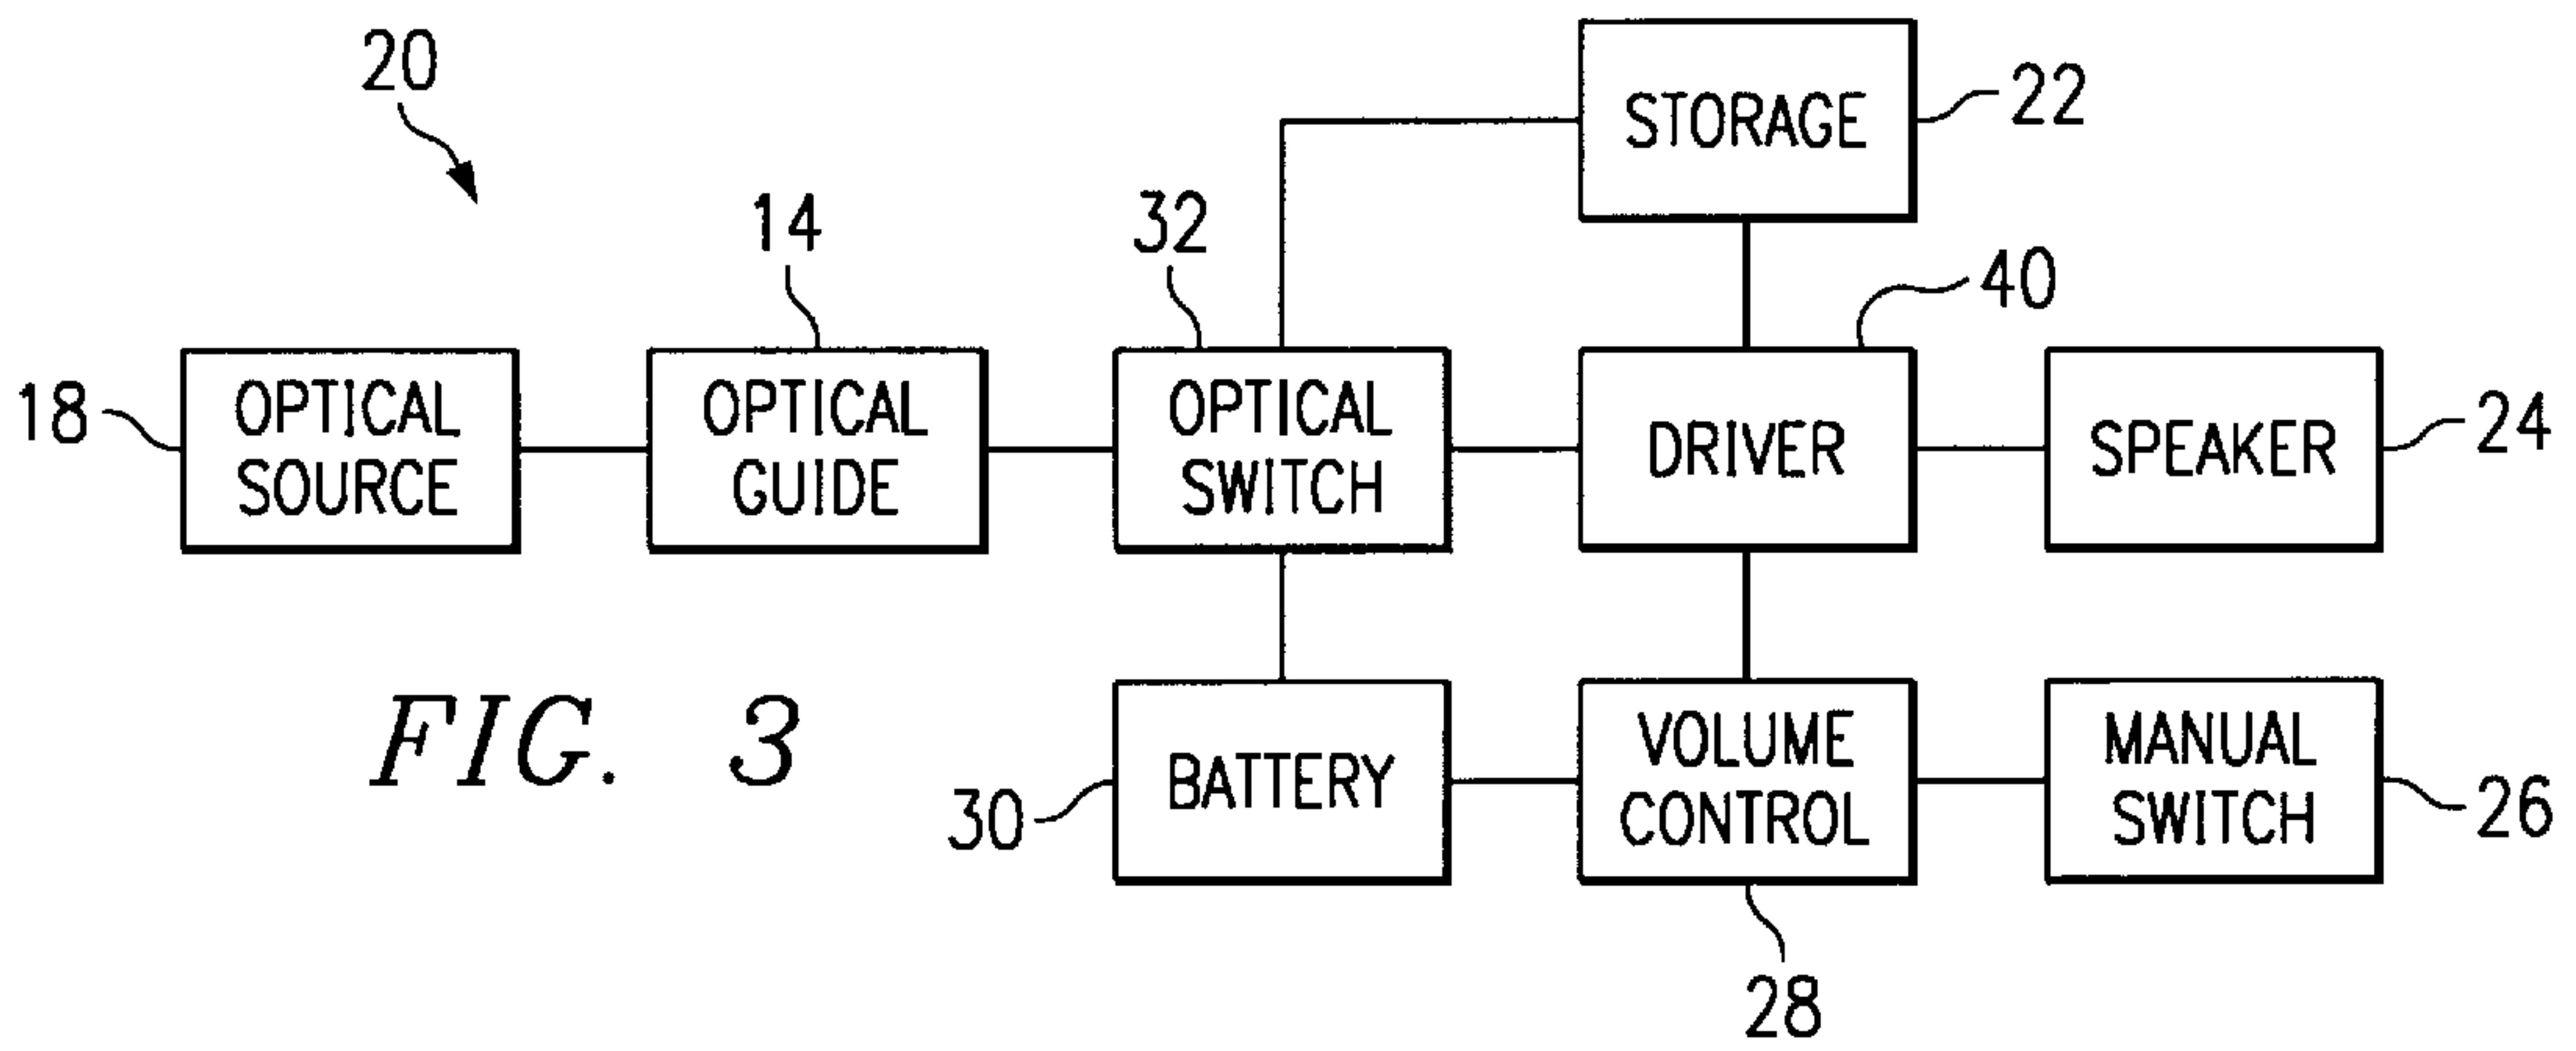 20
STORAGE
22
14
32
40
18
OPTICAL
SOURCE
OPTICAL
GUIDE
OPTICAL
SWITCH
DRIVER
SPEAKER
24
FIG. 3
30
BATTERY
VOLUME
CONTROL
MANUAL
SWITCH
26
28